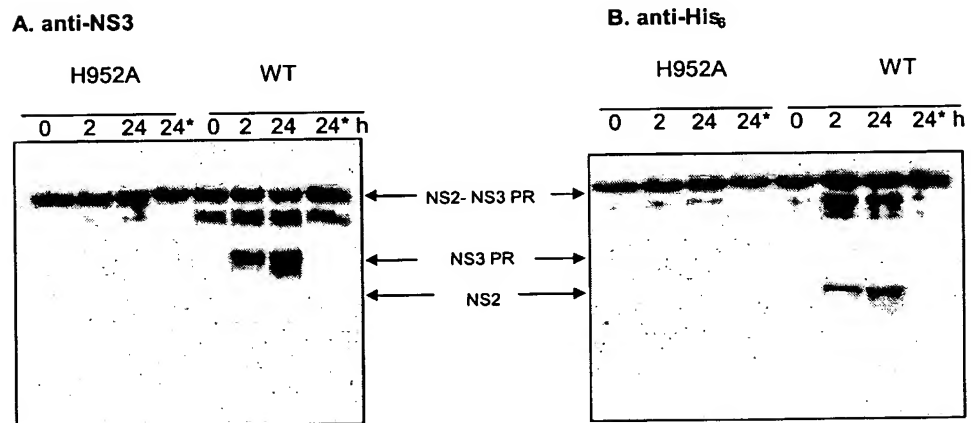 A. anti-NS3
B. anti-His6
H952A WT
H952A WT
0 2 24 24* 0 2 24 24* h
0 2 24 24* 0 2 24 24* h
NS2- NS3 PR
NS3 PR
NS2